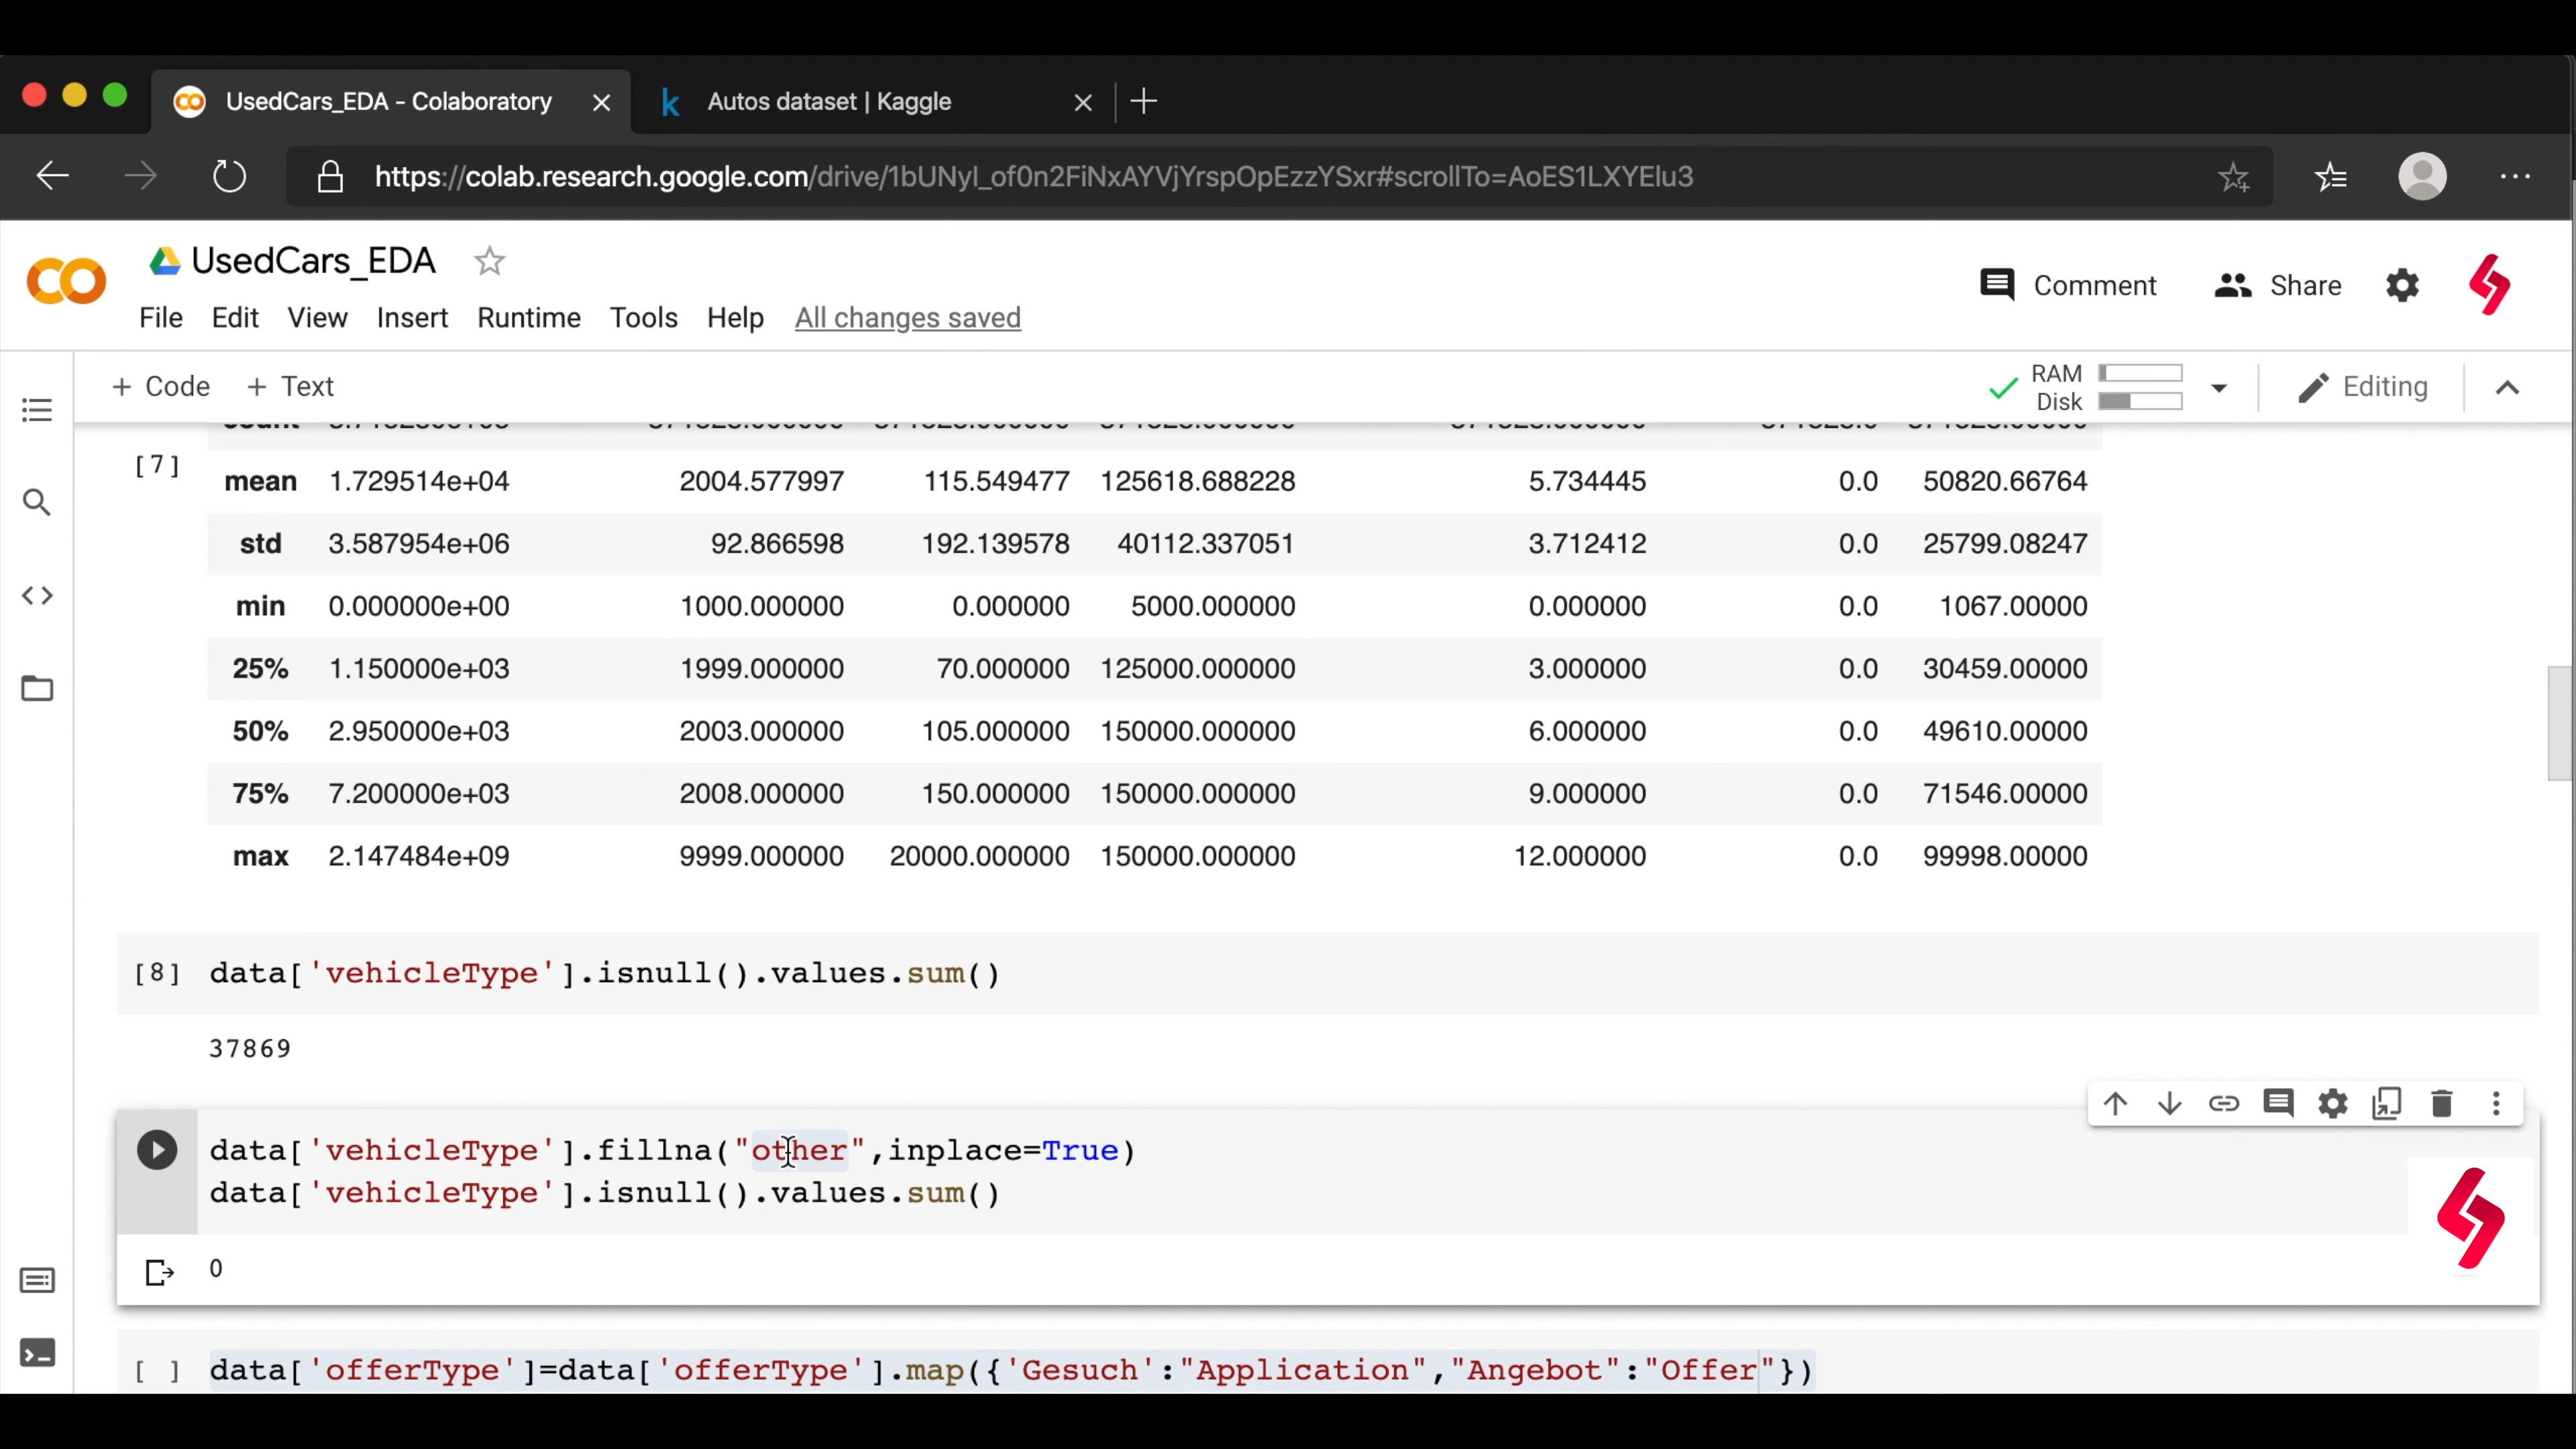 UsedCars_EDA - Colaboratory
Autos dataset | Kaggle
https://colab.research.google.com/drive/1bUNyI_of0n2FiNxAYVjYrspOpEzzYSxr#scrollTo=AoES1LXYElu3
UsedCars_EDA
Comment Share
File Edit View Insert Runtime Tools Help All changes saved
+ Code + Text
RAM
Disk
Editing
[7]
mean 1.729514e+04 2004.577997 115.549477 125618.688228 5.734445 0.0 50820.66764
std 3.587954e+06 92.866598 192.139578 40112.337051 3.712412 0.0 25799.08247
min 0.000000e+00 1000.000000 0.000000 5000.000000 0.000000 0.0 1067.00000
25% 1.150000e+03 1999.000000 70.000000 125000.000000 3.000000 0.0 30459.00000
50% 2.950000e+03 2003.000000 105.000000 150000.000000 6.000000 0.0 49610.00000
75% 7.200000e+03 2008.000000 150.000000 150000.000000 9.000000 0.0 71546.00000
max 2.147484e+09 9999.000000 20000.000000 150000.000000 12.000000 0.0 99998.00000
[8] data['vehicleType'].isnull().values.sum()
37869
data['vehicleType'].fillna("other",inplace=True)
data['vehicleType'].isnull().values.sum()
0
[ ] data['offerType']=data['offerType'].map({'Gesuch':"Application","Angebot":"Offer"})